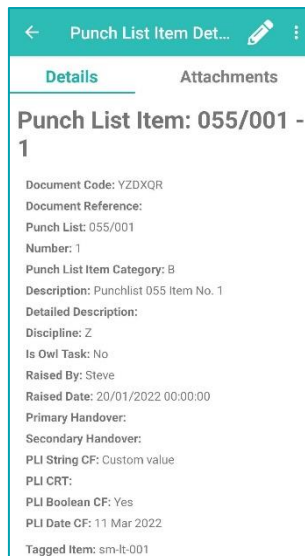 Punch List Item Det...
Details Attachments
Punch List Item: 055/001 -
1
Document Code: YZDXQR
Document Reference:
Punch List: 055/001
Number: 1
Punch List Item Category: B
Description: Punchlist 055 Item No. 1
Detailed Description:
Discipline: Z
Is Owl Task: No
Raised By: Steve
Raised Date: 20/01/2022 00:00:00
Primary Handover:
Secondary Handover:
PLI String CF: Custom value
PLI CRT:
PLI Boolean CF: Yes
PLI Date CF: 11 Mar 2022
Tagged Item: sm-lt-001